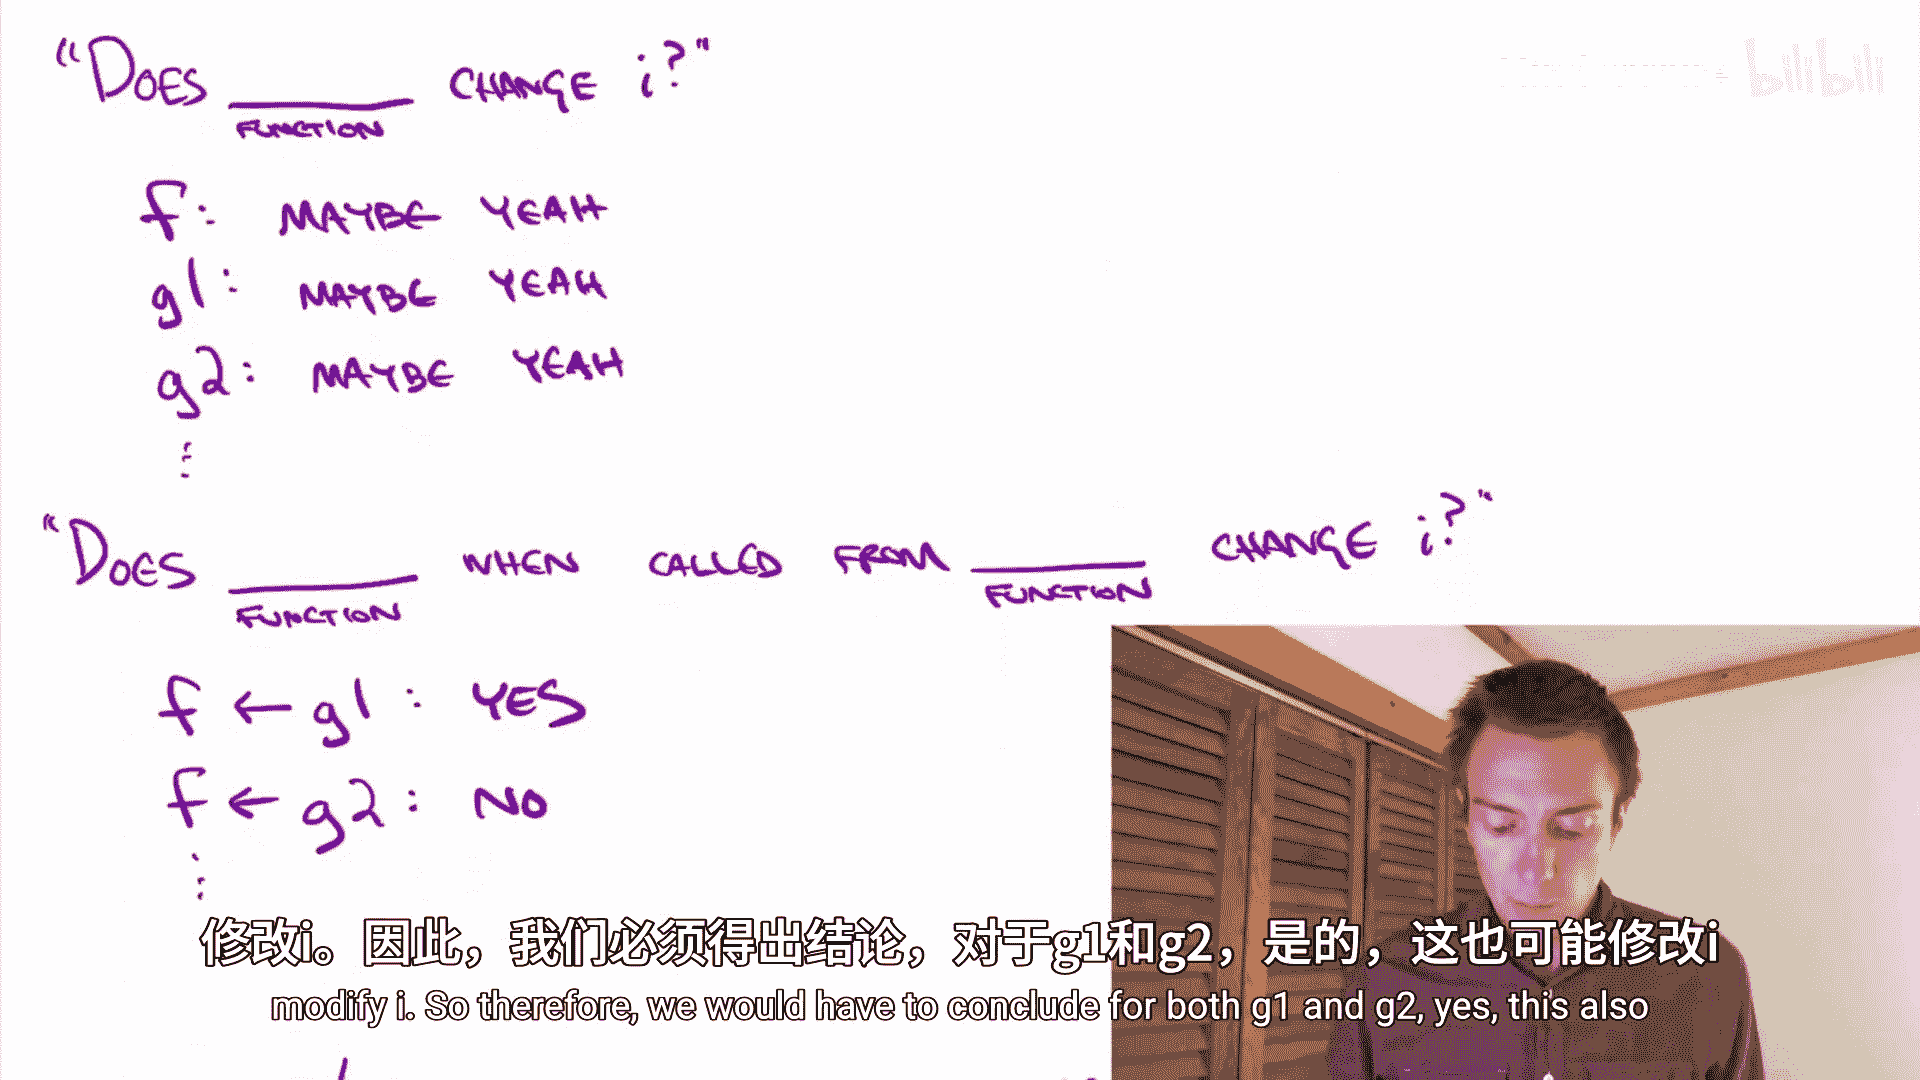 "DOES ____ CHANGE i?"
FUNCTION
f: MAYBE YEAH
g1: MAYBE YEAH
g2: MAYBE YEAH
⋮
"DOES ____ WHEN CALLED FROM ____ CHANGE i?"
FUNCTION FUNCTION
f ← g1: YES
f ← g2: NO
⋮
修改i。因此，我们必须得出结论，对于g1和g2，是的，这也可能修改i
modify i. So therefore, we would have to conclude for both g1 and g2, yes, this also
bilibili